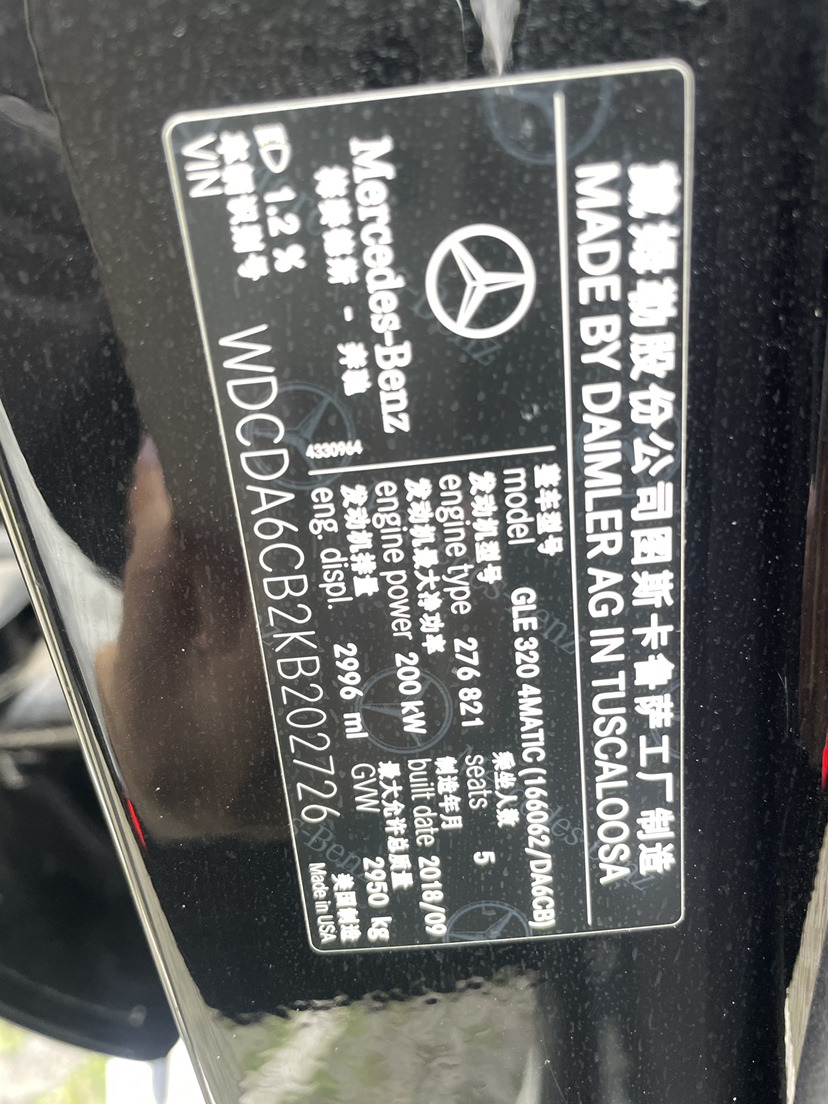 戴姆勒股份公司图斯卡鲁萨工厂制造
MADE BY DAIMLER AG IN TUSCALOOSA
Mercedes-Benz
梅赛德斯 - 奔驰
4330964
整车型号
model GLE 320 4MATIC (166062/DA6CB)
发动机型号 乘坐人数
engine type 276 821 seats 5
发动机最大净功率 制造年月
engine power 200 kW built date 2018/09
发动机排量 最大允许总质量
eng. displ. 2996 ml GVW 2950 kg
1.2 %
美国制造
Made in USA
车辆识别号
VIN WDCDA6CB2KB202726